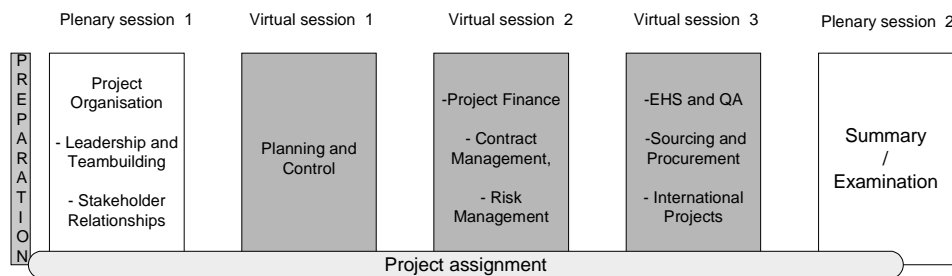 Plenary session  1
Virtual session  1
Virtual session  2
Virtual session  3
Plenary session  2
PREPARATION
Project
Organisation
- Leadership and
Teambuilding
- Stakeholder
Relationships
Planning and
Control
-Project Finance
- Contract
Management,
- Risk
Management
-EHS and QA
-Sourcing and
Procurement
- International
Projects
Summary
/
Examination
Project assignment